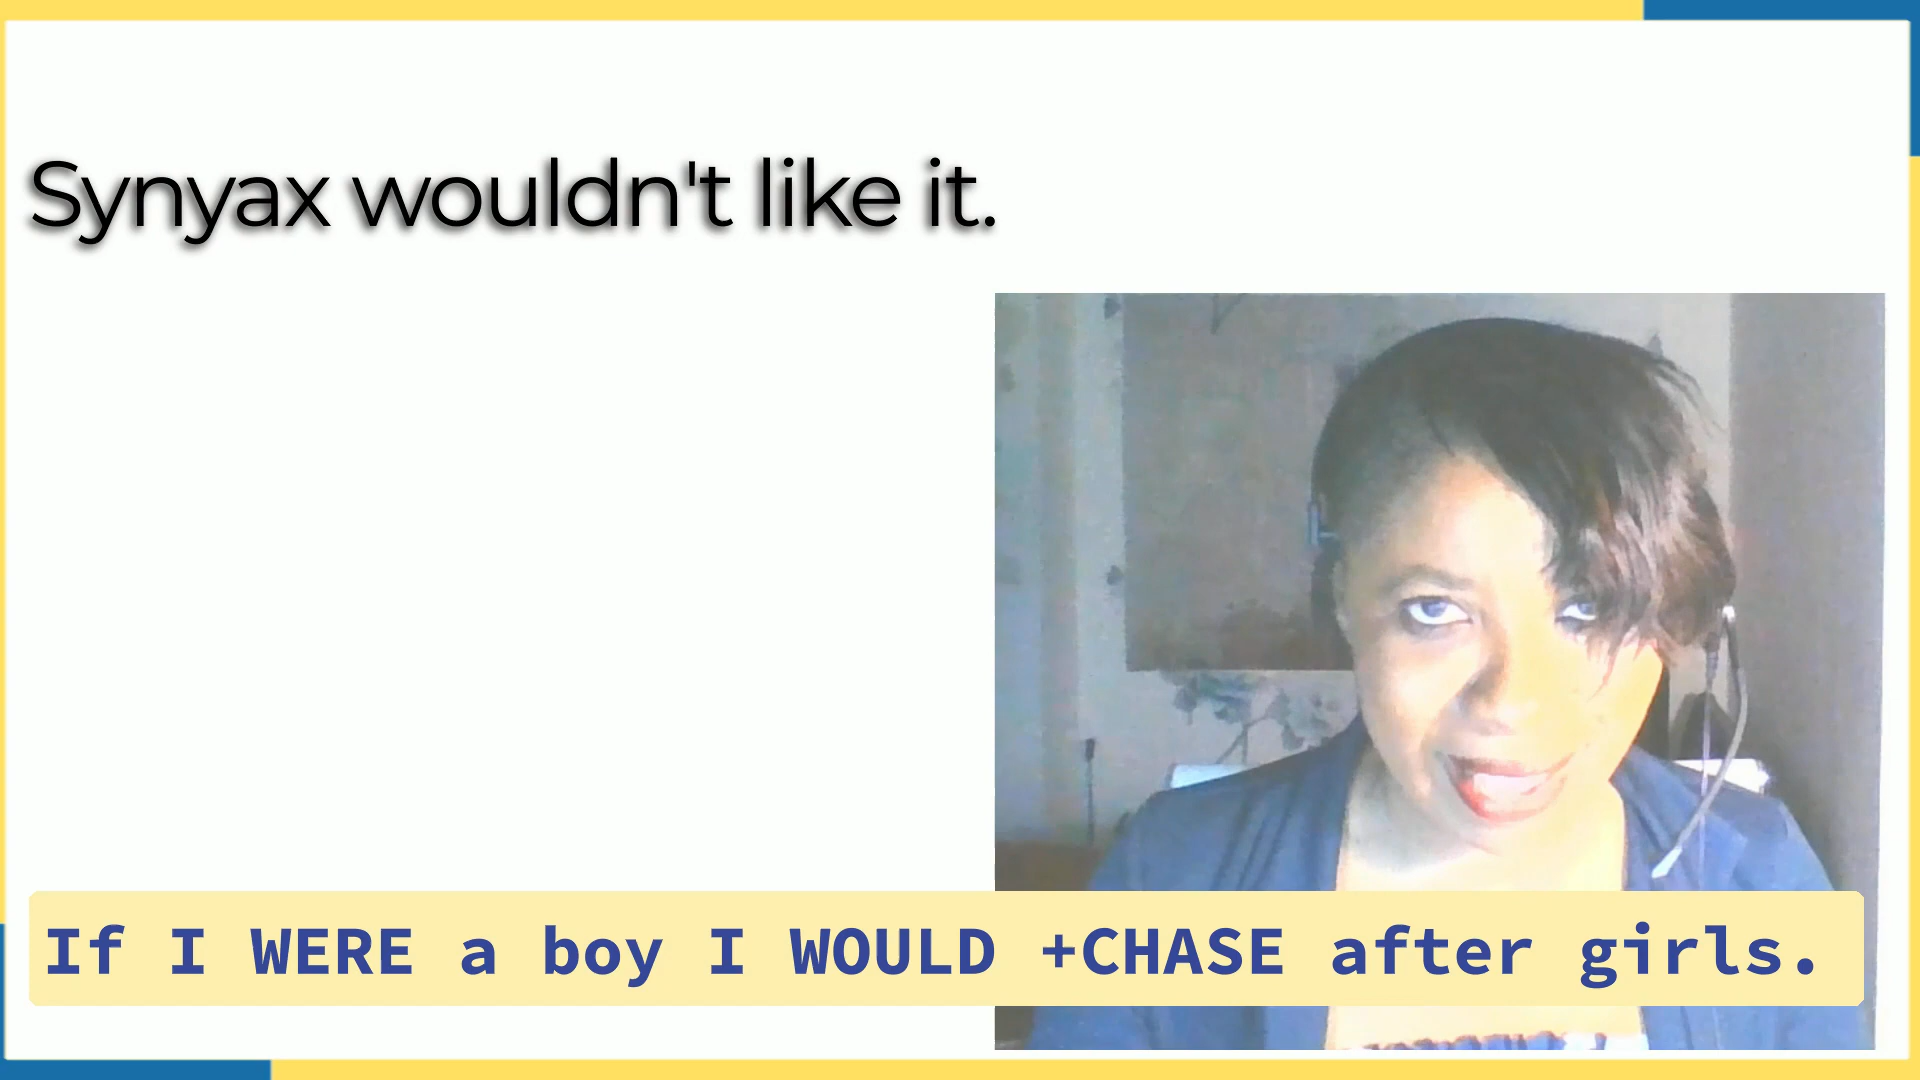 Synyax wouldn't like it.
If I WERE a boy I WOULD +CHASE after girls.